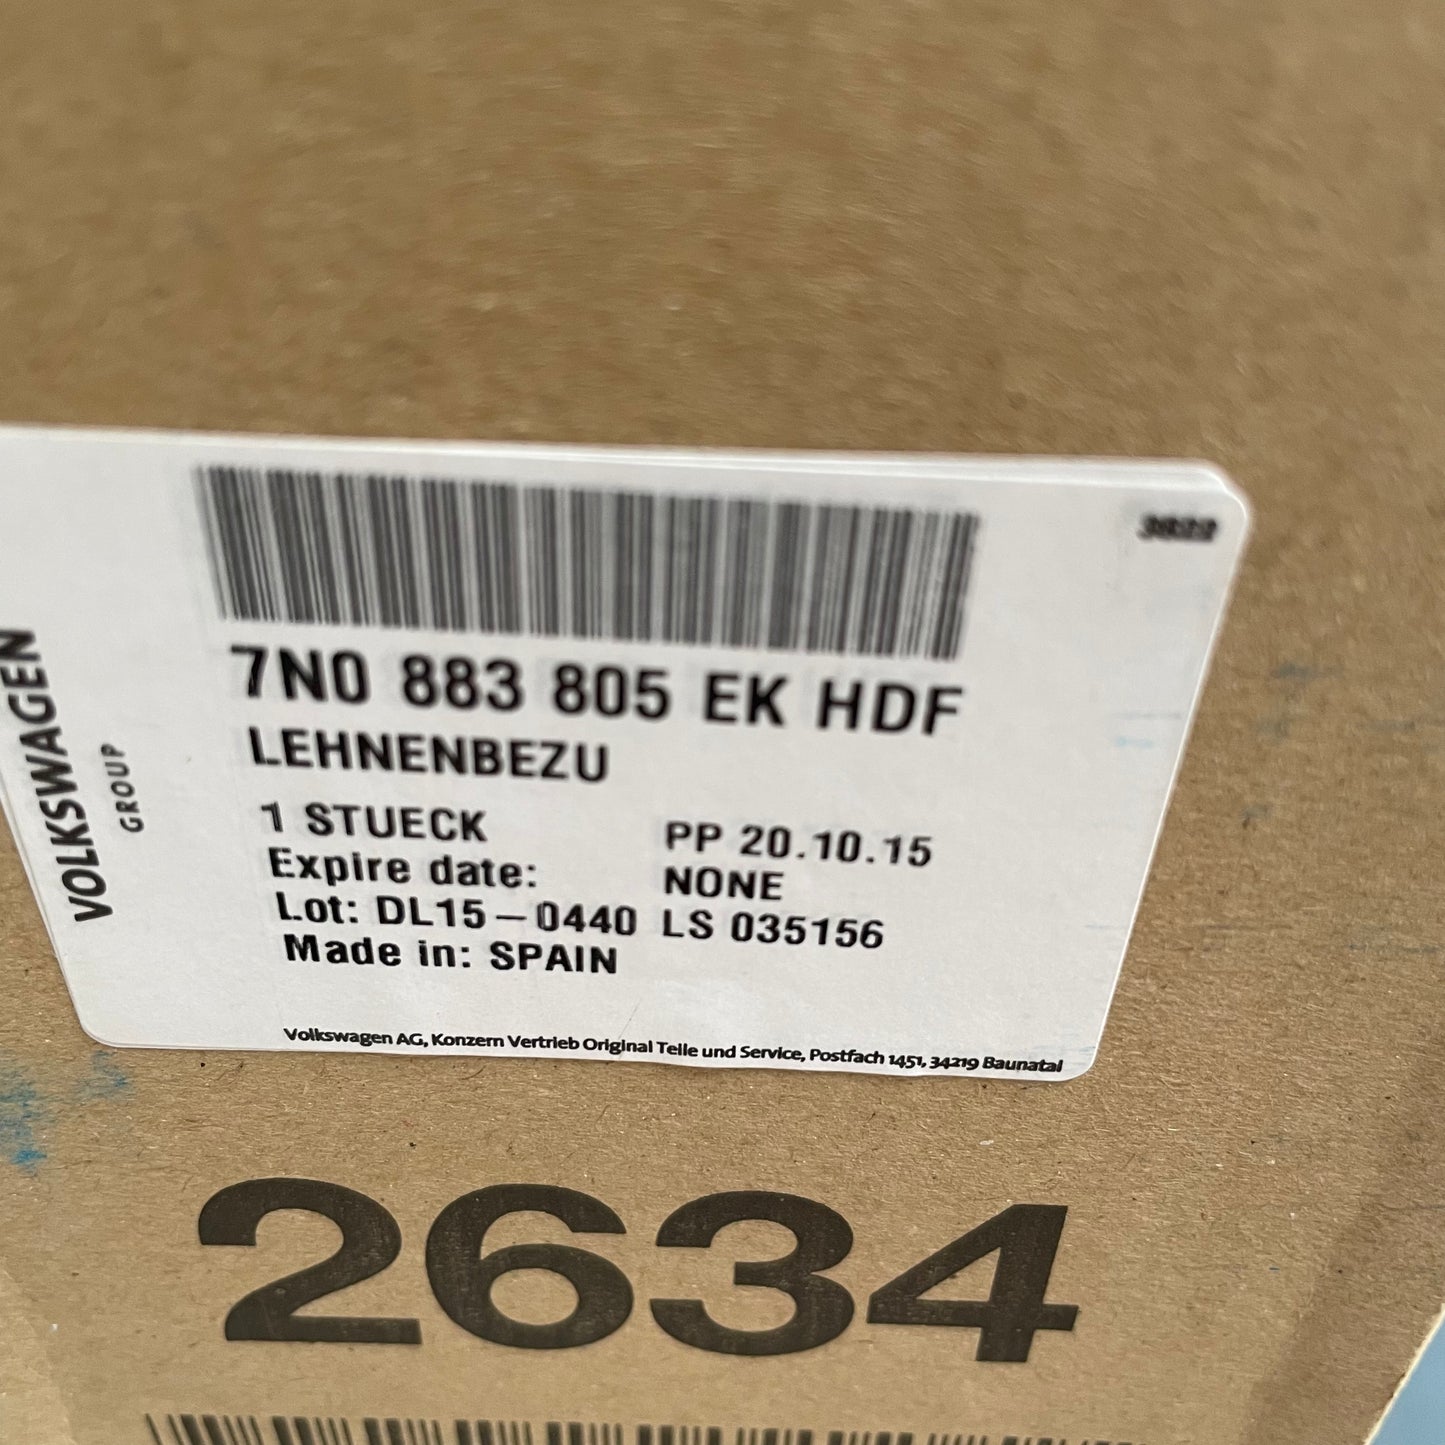 7N0 883 805 EK HDF
LEHNENBEZU
1 STUECK PP 20.10.15
Expire date: NONE
Lot: DL15-0440 LS 035156
Made in: SPAIN
Volkswagen AG, Konzern Vertrieb Original Teile und Service, Postfach 1451, 34219 Baunatal
VOLKSWAGEN
GROUP
2634